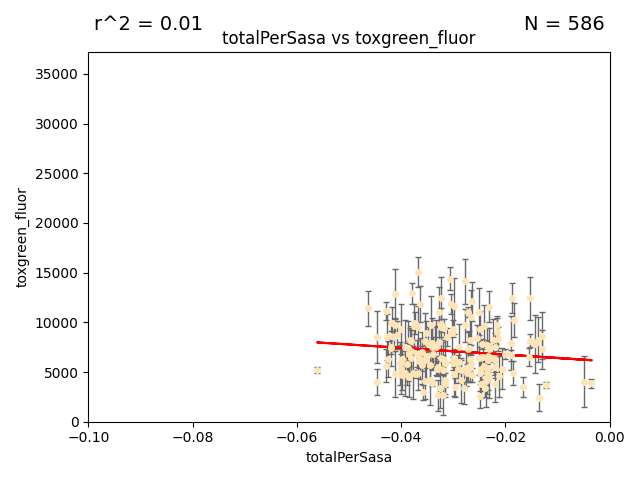 r^2 = 0.01
N = 586
totalPerSasa vs toxgreen_fluor
35000
30000
25000
20000
15000
10000
5000
0
toxgreen_fluor
−0.10
−0.08
−0.06
−0.04
−0.02
0.00
totalPerSasa